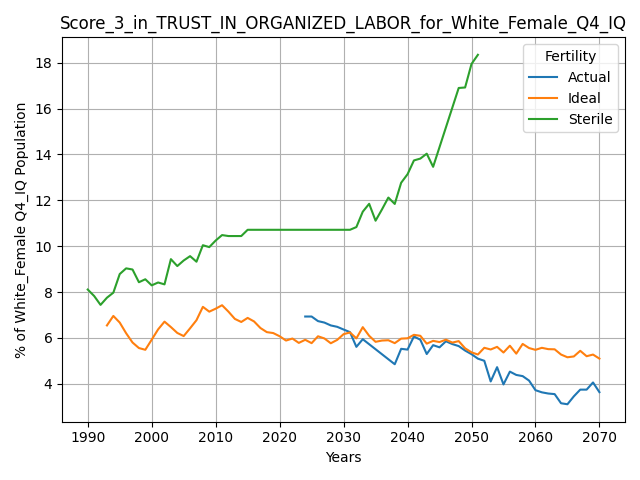 Score_3_in_TRUST_IN_ORGANIZED_LABOR_for_White_Female_Q4_IQ
% of White_Female Q4_IQ Population
18
16
14
12
10
8
6
4
Fertility
Actual
Ideal
Sterile
1990 2000 2010 2020 2030 2040 2050 2060 2070
Years